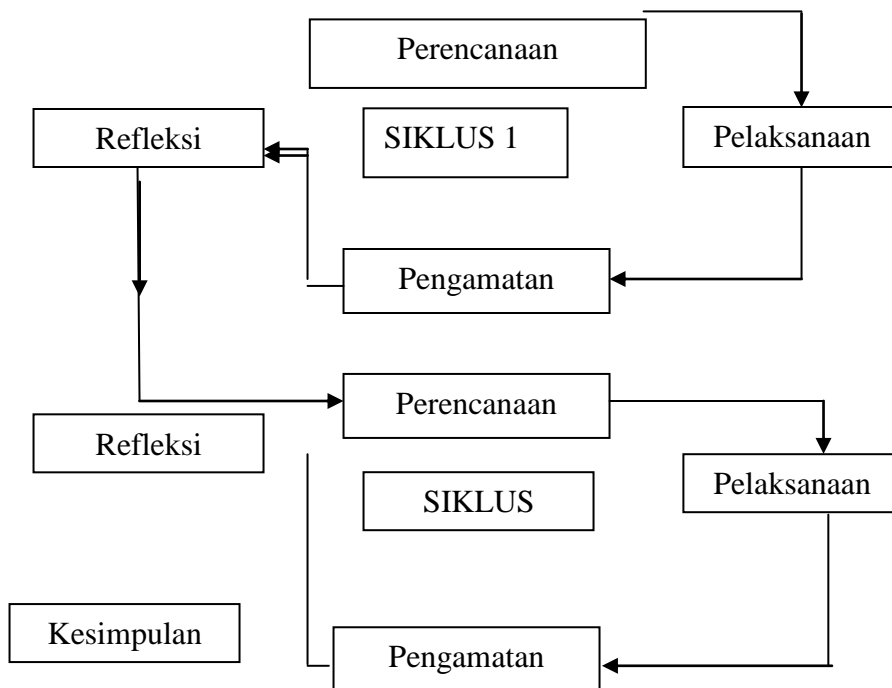 Perencanaan
Refleksi
SIKLUS 1
Pelaksanaan
Pengamatan
Perencanaan
Refleksi
Pelaksanaan
SIKLUS
Kesimpulan
Pengamatan